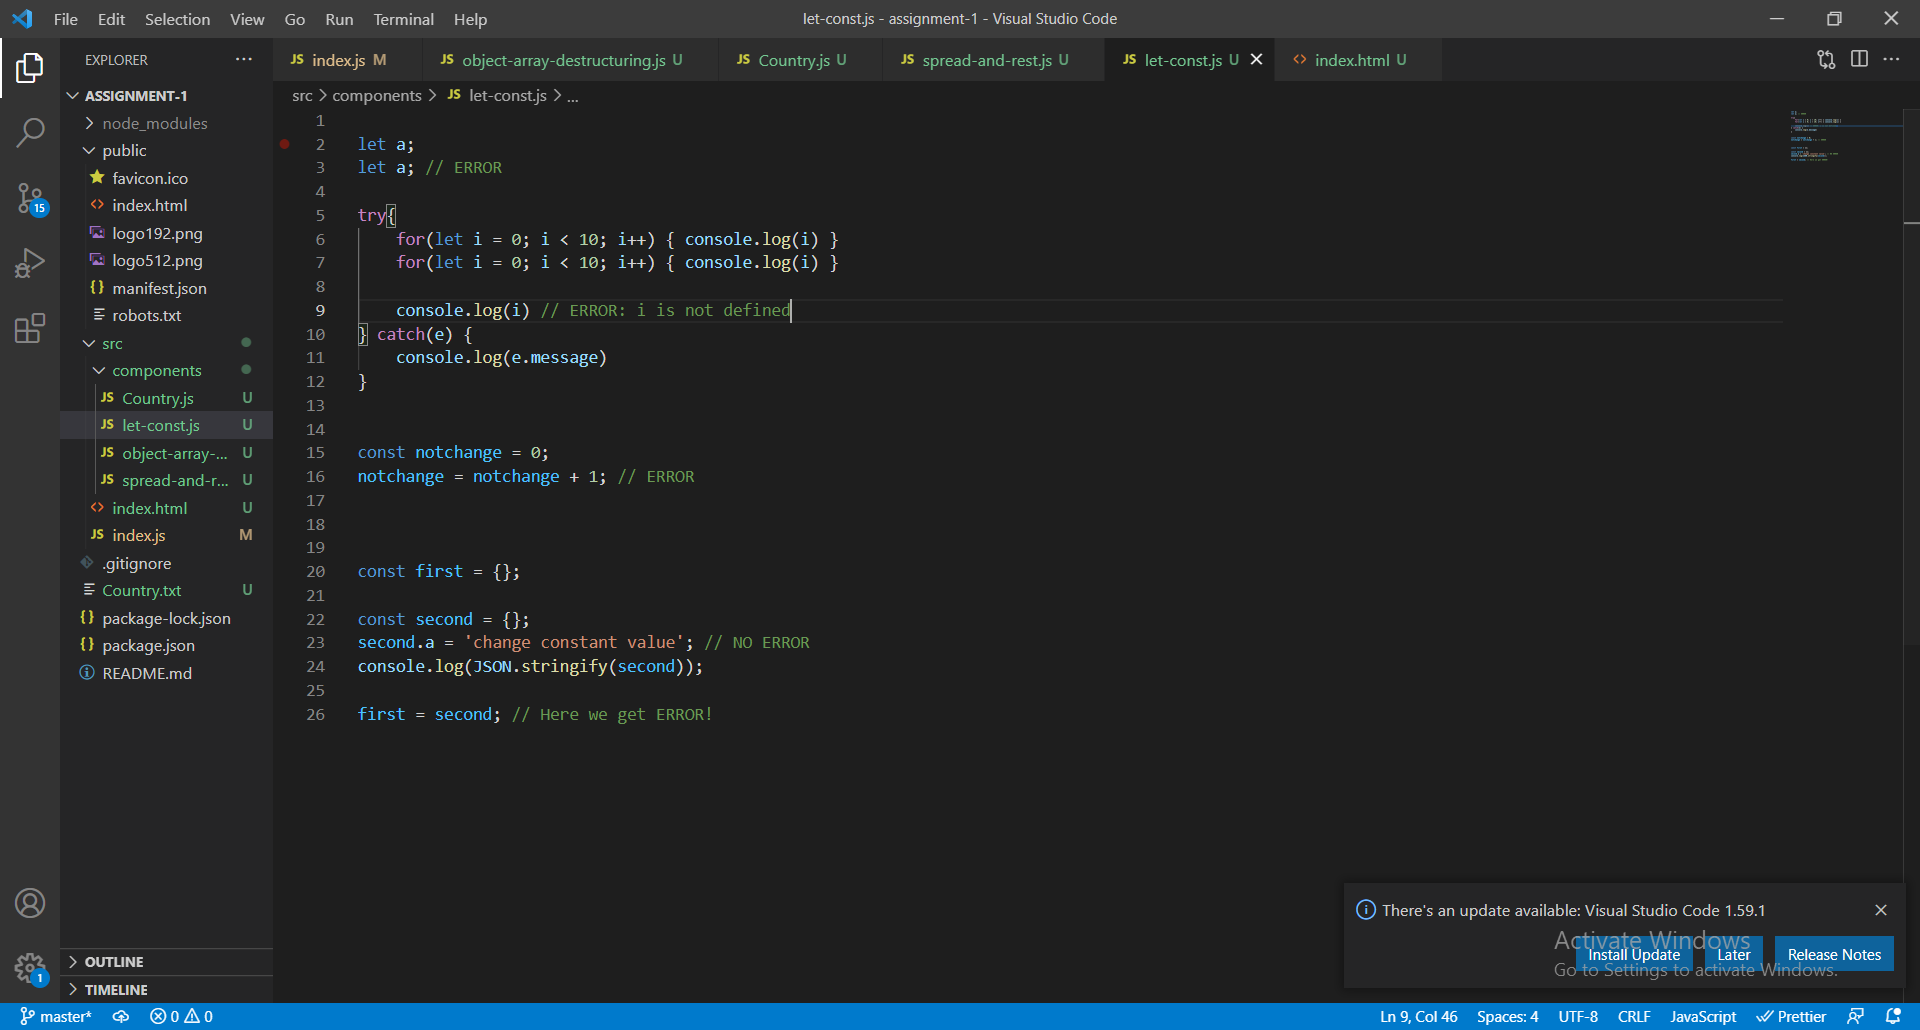 File Edit Selection View Go Run Terminal Help
let-const.js - assignment-1 - Visual Studio Code
EXPLORER
ASSIGNMENT-1
node_modules
public
favicon.ico
index.html
logo192.png
logo512.png
manifest.json
robots.txt
src
components
Country.js U
let-const.js U
object-array-... U
spread-and-r... U
index.html U
index.js M
.gitignore
Country.txt U
package-lock.json
package.json
README.md
OUTLINE
TIMELINE
15
1
JS index.js M JS object-array-destructuring.js U JS Country.js U JS spread-and-rest.js U JS let-const.js U index.html U
src > components > JS let-const.js > ...
1
2 let a;
3 let a; // ERROR
4
5 try{
6 for(let i = 0; i < 10; i++) { console.log(i) }
7 for(let i = 0; i < 10; i++) { console.log(i) }
8
9 console.log(i) // ERROR: i is not defined
10 } catch(e) {
11 console.log(e.message)
12 }
13
14
15 const notchange = 0;
16 notchange = notchange + 1; // ERROR
17
18
19
20 const first = {};
21
22 const second = {};
23 second.a = 'change constant value'; // NO ERROR
24 console.log(JSON.stringify(second));
25
26 first = second; // Here we get ERROR!
There's an update available: Visual Studio Code 1.59.1
Install Update Later Release Notes
Activate Windows
Go to Settings to activate Windows.
master* 0 0 Ln 9, Col 46 Spaces: 4 UTF-8 CRLF JavaScript Prettier